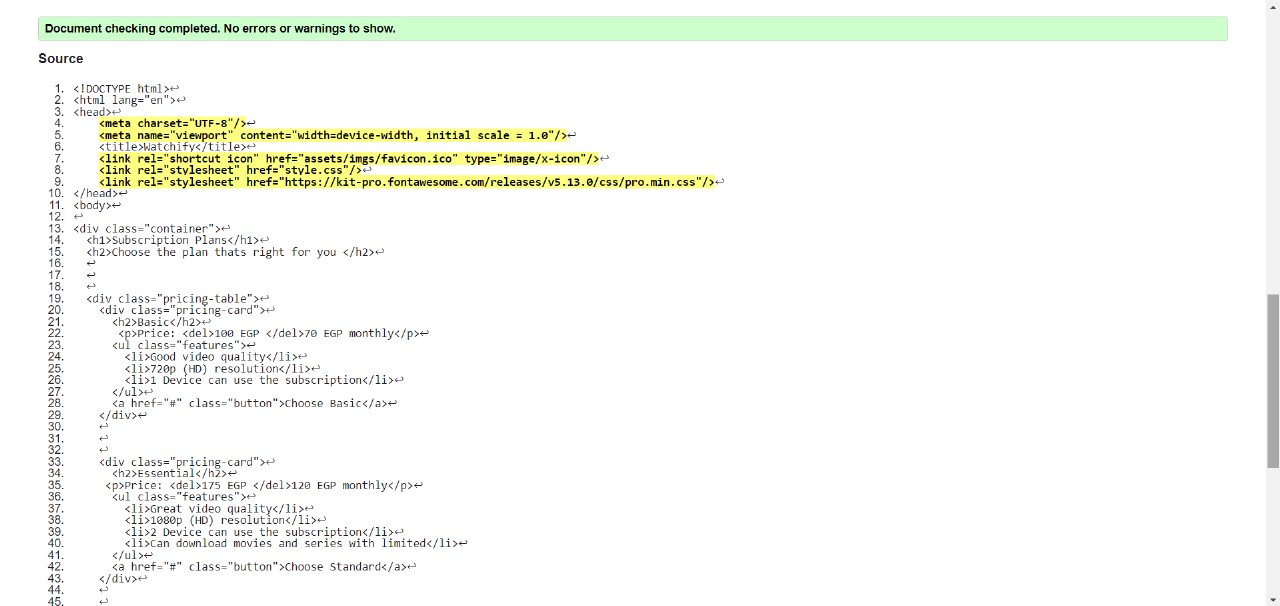 Document checking completed. No errors or warnings to show.
Source
1. <!DOCTYPE html>↩
2. <html lang="en">↩
3. <head>↩
4. <meta charset="UTF-8"/>↩
5. <meta name="viewport" content="width=device-width, initial scale = 1.0"/>↩
6. <title>Watchify</title>↩
7. <link rel="shortcut icon" href="assets/imgs/favicon.ico" type="image/x-icon"/>↩
8. <link rel="stylesheet" href="style.css"/>↩
9. <link rel="stylesheet" href="https://kit-pro.fontawesome.com/releases/v5.13.0/css/pro.min.css"/>↩
10. </head>↩
11. <body>↩
12. ↩
13. <div class="container">↩
14. <h1>Subscription Plans</h1>↩
15. <h2>Choose the plan thats right for you </h2>↩
16. ↩
17. ↩
18. ↩
19. <div class="pricing-table">↩
20. <div class="pricing-card">↩
21. <h2>Basic</h2>↩
22. <p>Price: <del>100 EGP </del>70 EGP monthly</p>↩
23. <ul class="features">↩
24. <li>Good video quality</li>↩
25. <li>720p (HD) resolution</li>↩
26. <li>1 Device can use the subscription</li>↩
27. </ul>↩
28. <a href="#" class="button">Choose Basic</a>↩
29. </div>↩
30. ↩
31. ↩
32. ↩
33. <div class="pricing-card">↩
34. <h2>Essential</h2>↩
35. <p>Price: <del>175 EGP </del>120 EGP monthly</p>↩
36. <ul class="features">↩
37. <li>Great video quality</li>↩
38. <li>1080p (HD) resolution</li>↩
39. <li>2 Device can use the subscription</li>↩
40. <li>Can download movies and series with limited</li>↩
41. </ul>↩
42. <a href="#" class="button">Choose Standard</a>↩
43. </div>↩
44. ↩
45. ↩